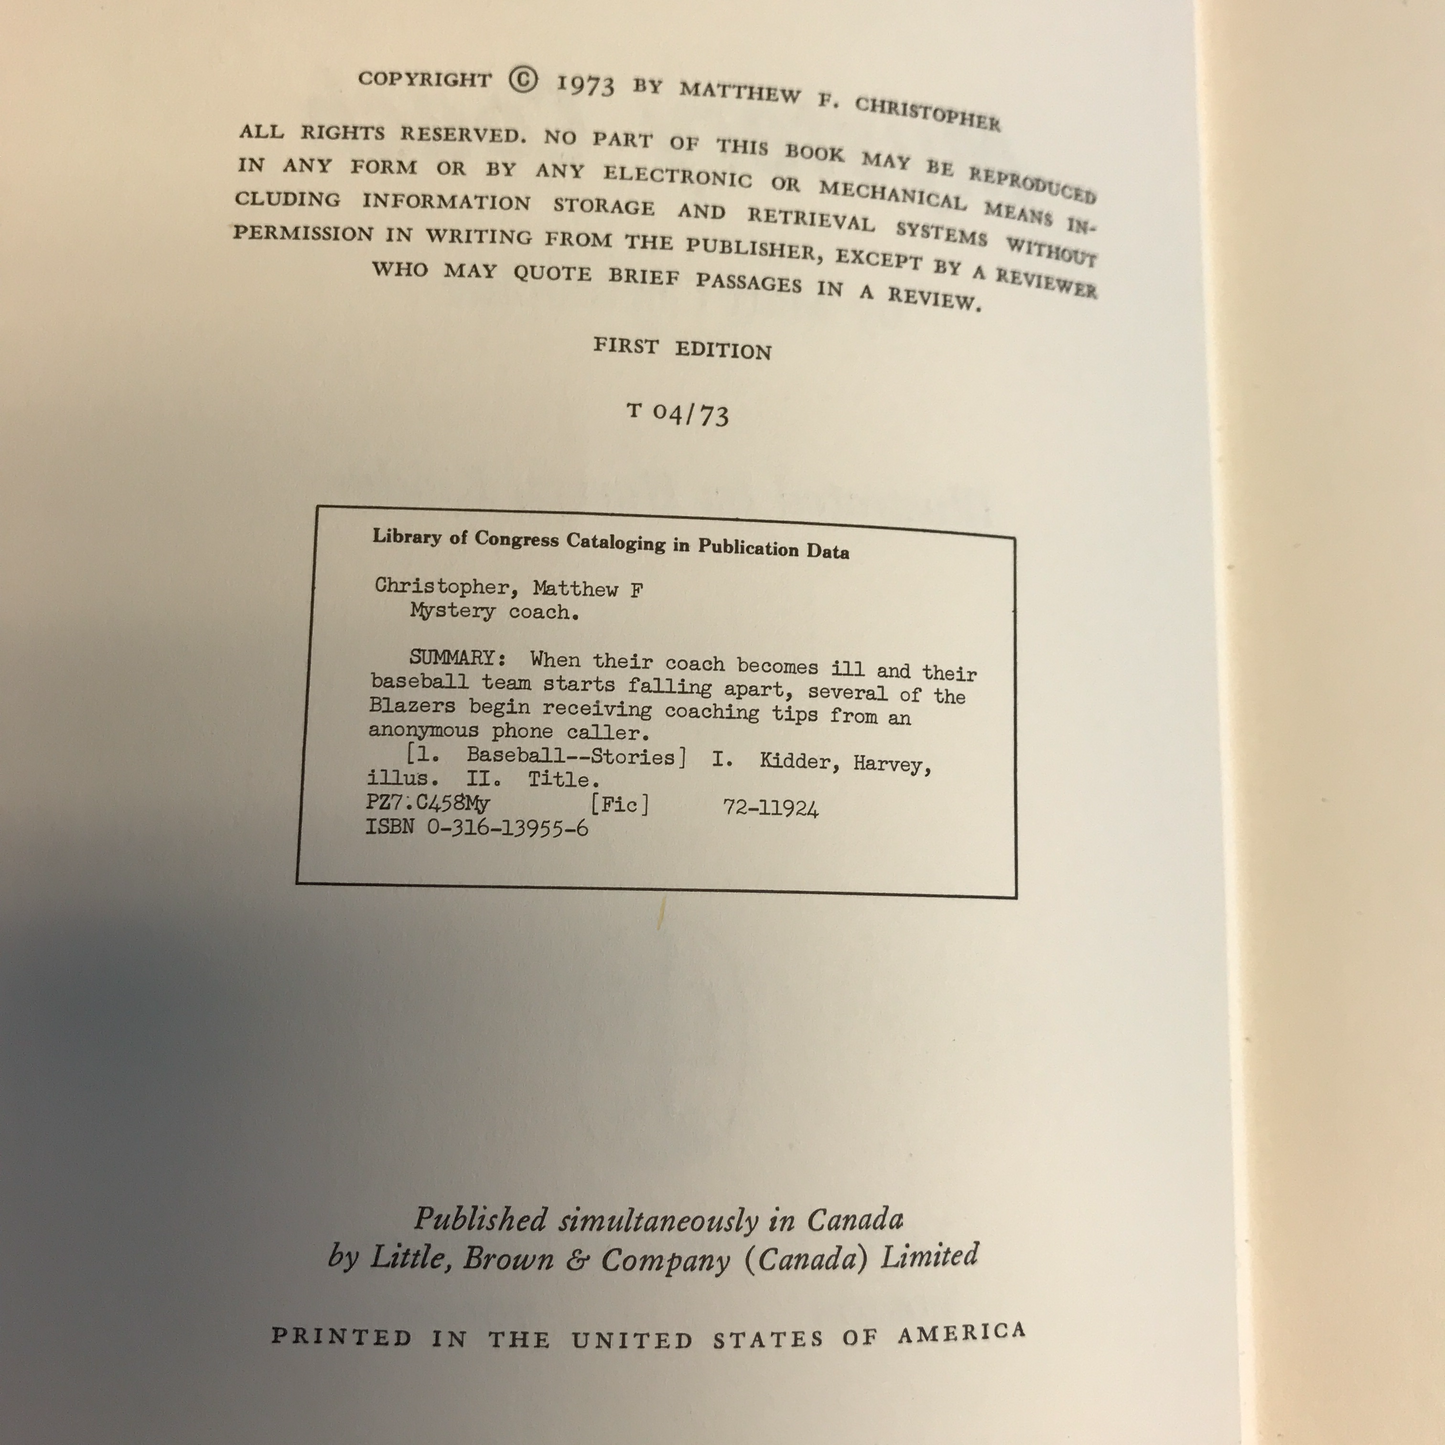 COPYRIGHT © 1973 BY MATTHEW F. CHRISTOPHER
ALL RIGHTS RESERVED. NO PART OF THIS BOOK MAY BE REPRODUCED
IN ANY FORM OR BY ANY ELECTRONIC OR MECHANICAL MEANS IN-
CLUDING INFORMATION STORAGE AND RETRIEVAL SYSTEMS WITHOUT
PERMISSION IN WRITING FROM THE PUBLISHER, EXCEPT BY A REVIEWER
WHO MAY QUOTE BRIEF PASSAGES IN A REVIEW.
FIRST EDITION
T 04/73
Library of Congress Cataloging in Publication Data
Christopher, Matthew F
Mystery coach.
SUMMARY: When their coach becomes ill and their
baseball team starts falling apart, several of the
Blazers begin receiving coaching tips from an
anonymous phone caller.
[1. Baseball--Stories] I. Kidder, Harvey,
illus. II. Title.
PZ7.C458My [Fic] 72-11924
ISBN 0-316-13955-6
Published simultaneously in Canada
by Little, Brown & Company (Canada) Limited
PRINTED IN THE UNITED STATES OF AMERICA